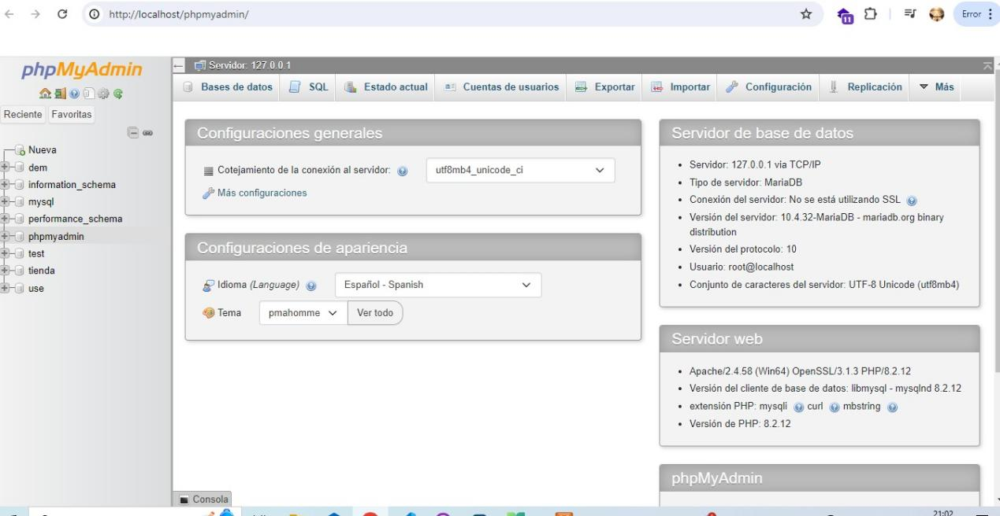 http://localhost/phpmyadmin/
11
Error
phpMyAdmin
Reciente Favoritas
Nueva
dem
information_schema
mysql
performance_schema
phpmyadmin
test
tienda
use
Servidor: 127.0.0.1
Bases de datos SQL Estado actual Cuentas de usuarios Exportar Importar Configuración Replicación Más
Configuraciones generales
Cotejamiento de la conexión al servidor: utf8mb4_unicode_ci
Más configuraciones
Configuraciones de apariencia
Idioma (Language) Español - Spanish
Tema pmahomme Ver todo
Servidor de base de datos
Servidor: 127.0.0.1 via TCP/IP
Tipo de servidor: MariaDB
Conexión del servidor: No se está utilizando SSL
Versión del servidor: 10.4.32-MariaDB - mariadb.org binary
distribution
Versión del protocolo: 10
Usuario: root@localhost
Conjunto de caracteres del servidor: UTF-8 Unicode (utf8mb4)
Servidor web
Apache/2.4.58 (Win64) OpenSSL/3.1.3 PHP/8.2.12
Versión del cliente de base de datos: libmysql - mysqlnd 8.2.12
extensión PHP: mysqli curl mbstring
Versión de PHP: 8.2.12
phpMyAdmin
Consola
21:02